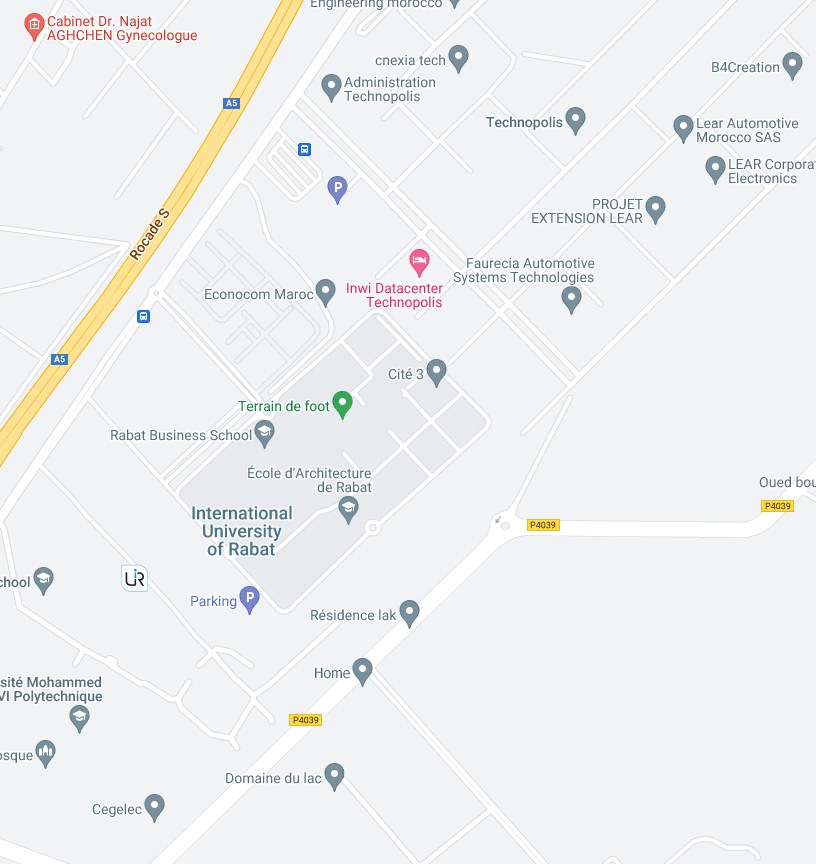 Engineering morocco
Cabinet Dr. Najat
AGHCHEN Gynecologue
cnexia tech
B4Creation
Administration
Technopolis
A5
Technopolis
Lear Automotive
Morocco SAS
LEAR Corporat
Electronics
P
PROJET
EXTENSION LEAR
Rocade S
Faurecia Automotive
Systems Technologies
Inwi Datacenter
Technopolis
Econocom Maroc
A5
Cité 3
Terrain de foot
Rabat Business School
École d'Architecture
de Rabat
Oued bou
P4039
International
University
of Rabat
P4039
UIR
chool
Parking
P
Résidence lak
Home
sité Mohammed
VI Polytechnique
P4039
osque
Domaine du lac
Cegelec